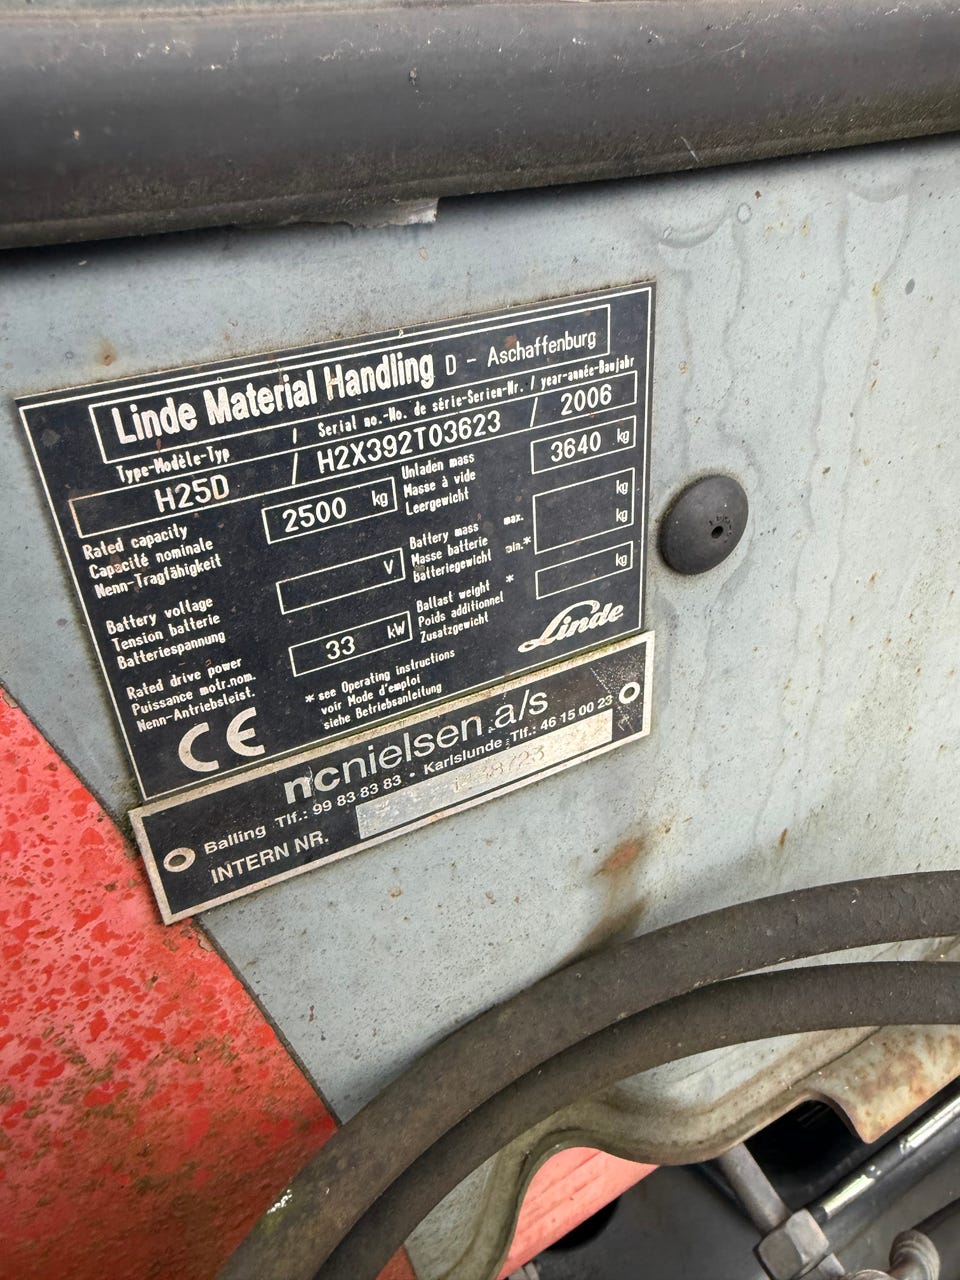 Linde Material Handling D - Aschaffenburg
Type-Modèle-Typ / Serial no.-No. de série-Serien-Nr. / year-année-Baujahr
H25D / H2X392T03623 / 2006
Rated capacity
Capacité nominale
Nenn-Tragfähigkeit
2500 kg
Unladen mass
Masse à vide
Leergewicht
3640 kg
Battery voltage
Tension batterie
Batteriespannung
V
Battery mass
Masse batterie
Batteriegewicht
max. kg
min.* kg
Rated drive power
Puissance motr.nom.
Nenn-Antriebsleist.
33 kW
Ballast weight *
Poids additionnel
Zusatzgewicht
kg
* see Operating instructions
voir Mode d'emploi
siehe Betriebsanleitung
Linde
CE
ncnielsen a/s
Balling Tlf.: 99 83 83 83 • Karlslunde Tlf.: 46 15 00 23
INTERN NR.